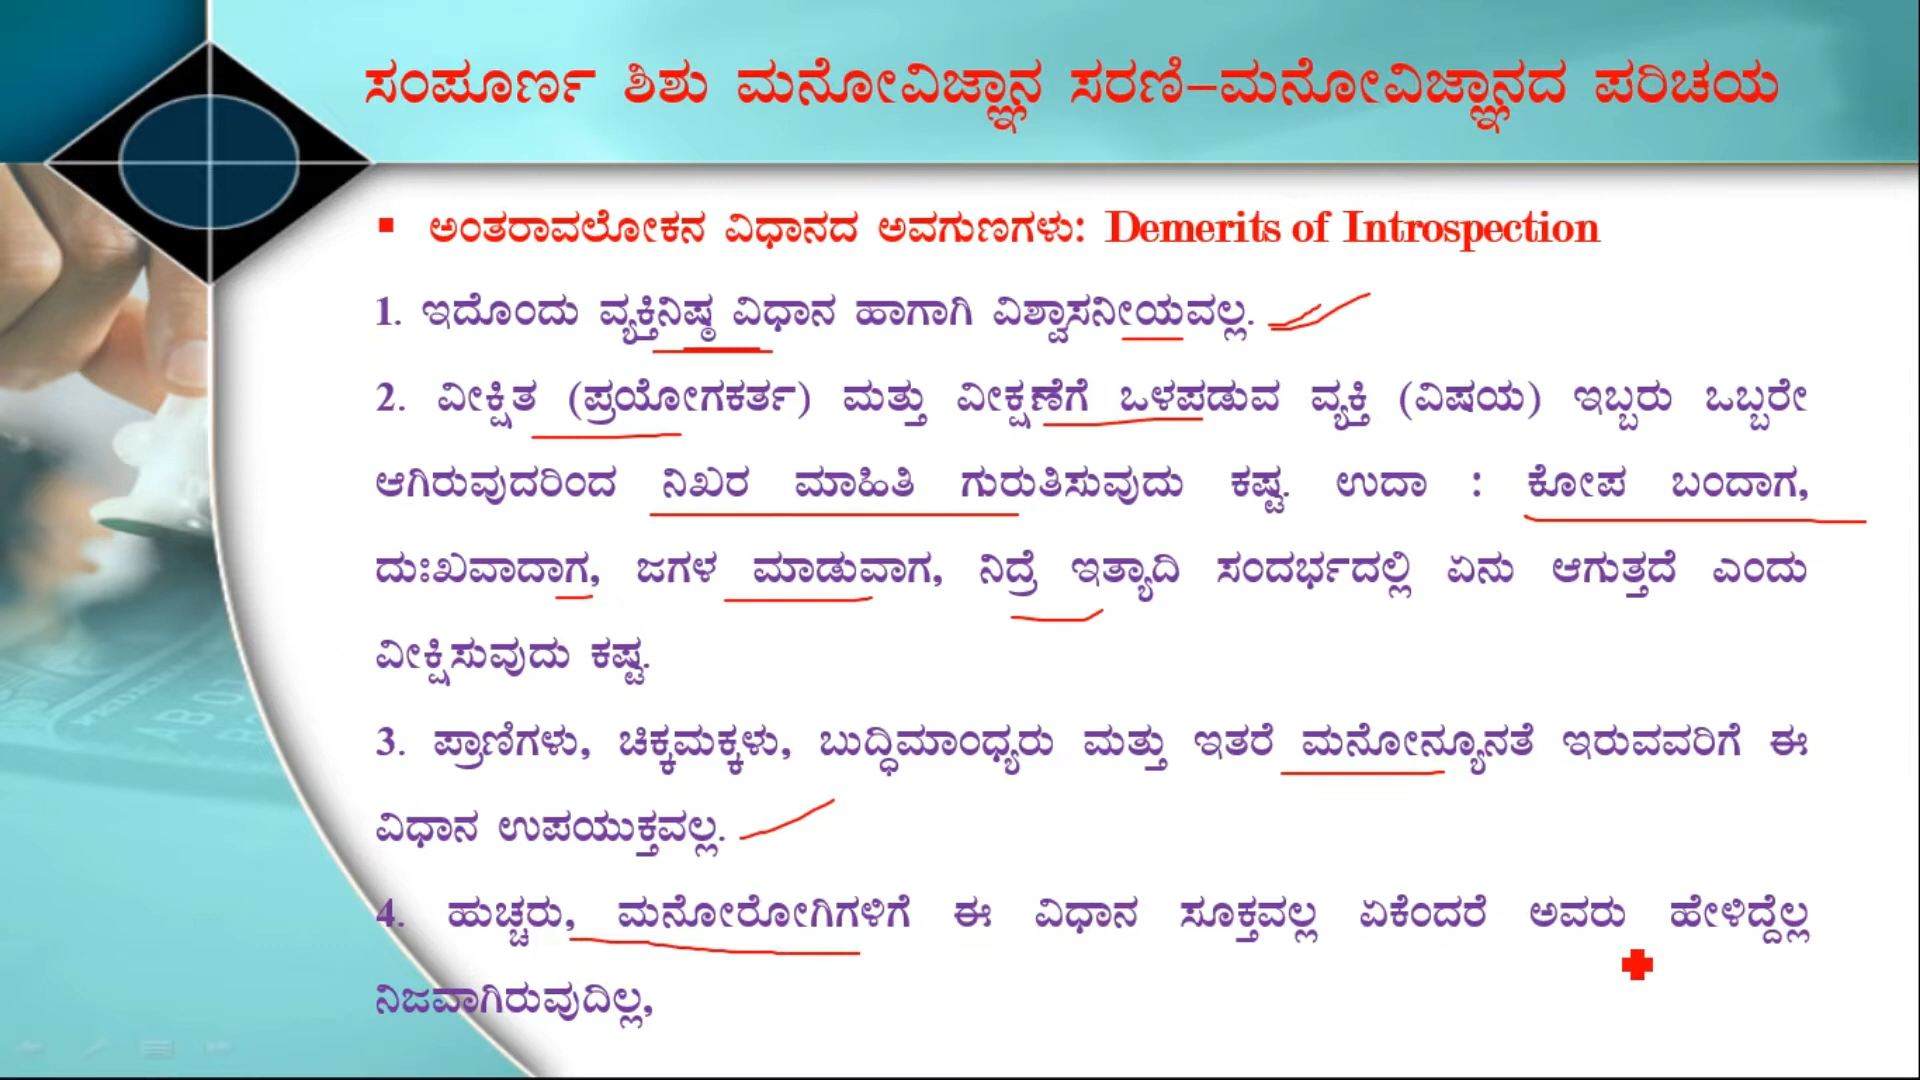 ಸಂಪೂರ್ಣ ಶಿಶು ಮನೋವಿಜ್ಞಾನ ಸರಣಿ–ಮನೋವಿಜ್ಞಾನದ ಪರಿಚಯ
▪ ಅಂತರಾವಲೋಕನ ವಿಧಾನದ ಅವಗುಣಗಳು: Demerits of Introspection
1. ಇದೊಂದು ವ್ಯಕ್ತಿನಿಷ್ಠ ವಿಧಾನ ಹಾಗಾಗಿ ವಿಶ್ವಾಸನೀಯವಲ್ಲ.
2. ವೀಕ್ಷಿತ (ಪ್ರಯೋಗಕರ್ತ) ಮತ್ತು ವೀಕ್ಷಣೆಗೆ ಒಳಪಡುವ ವ್ಯಕ್ತಿ (ವಿಷಯ) ಇಬ್ಬರು ಒಬ್ಬರೇ
ಆಗಿರುವುದರಿಂದ ನಿಖರ ಮಾಹಿತಿ ಗುರುತಿಸುವುದು ಕಷ್ಟ. ಉದಾ : ಕೋಪ ಬಂದಾಗ,
ದುಃಖವಾದಾಗ, ಜಗಳ ಮಾಡುವಾಗ, ನಿದ್ರೆ ಇತ್ಯಾದಿ ಸಂದರ್ಭದಲ್ಲಿ ಏನು ಆಗುತ್ತದೆ ಎಂದು
ವೀಕ್ಷಿಸುವುದು ಕಷ್ಟ.
3. ಪ್ರಾಣಿಗಳು, ಚಿಕ್ಕಮಕ್ಕಳು, ಬುದ್ಧಿಮಾಂಧ್ಯರು ಮತ್ತು ಇತರೆ ಮನೋನ್ಯೂನತೆ ಇರುವವರಿಗೆ ಈ
ವಿಧಾನ ಉಪಯುಕ್ತವಲ್ಲ.
4. ಹುಚ್ಚರು, ಮನೋರೋಗಿಗಳಿಗೆ ಈ ವಿಧಾನ ಸೂಕ್ತವಲ್ಲ ಏಕೆಂದರೆ ಅವರು ಹೇಳಿದ್ದೆಲ್ಲ
ನಿಜವಾಗಿರುವುದಿಲ್ಲ,